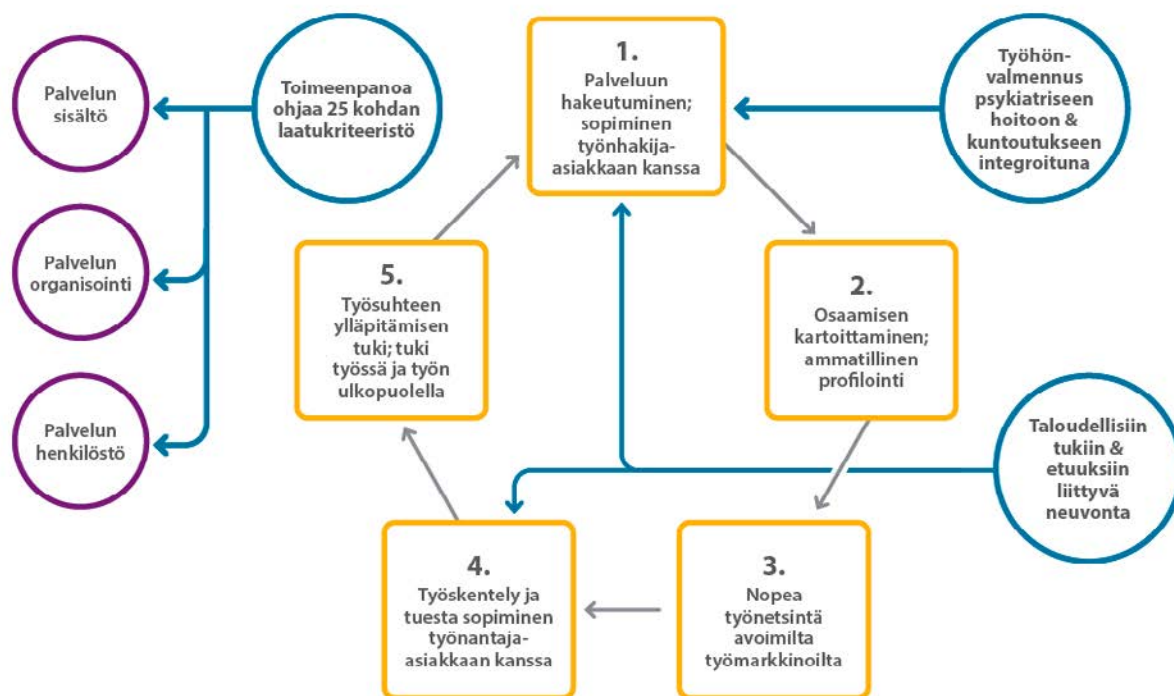 Palvelun
sisältö
Toimeenpanoa
ohjaa 25 kohdan
laatukriteeristö
1.
Palveluun
hakeutuminen;
sopiminen
työnhakija-
asiakkaan kanssa
Työhön-
valmennus
psykiatriseen
hoitoon &
kuntoutukseen
integroituna
Palvelun
organisointi
5.
Työsuhteen
ylläpitämisen
tuki; tuki
työssä ja työn
ulkopuolella
2.
Osaamisen
kartoittaminen;
ammatillinen
profilointi
Palvelun
henkilöstö
Taloudellisiin
tukiin &
etuuksiin
liittyvä
neuvonta
4.
Työskentely ja
tuesta sopiminen
työnantaja-
asiakkaan kanssa
3.
Nopea
työnetsintä
avoimilta
työmarkkinoilta